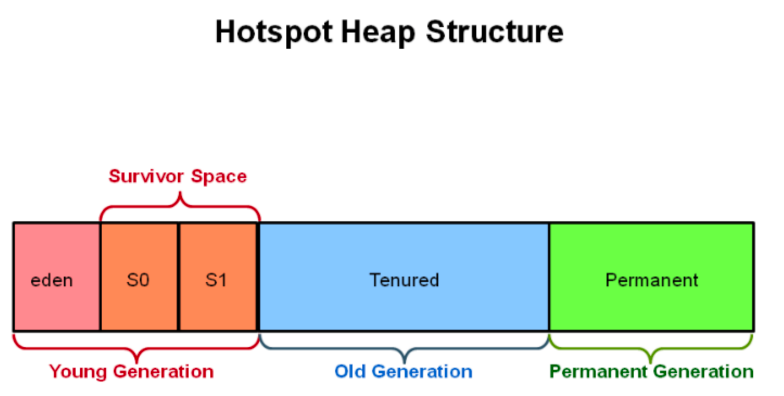 Hotspot Heap Structure
Survivor Space
eden S0 S1 Tenured Permanent
Young Generation Old Generation Permanent Generation